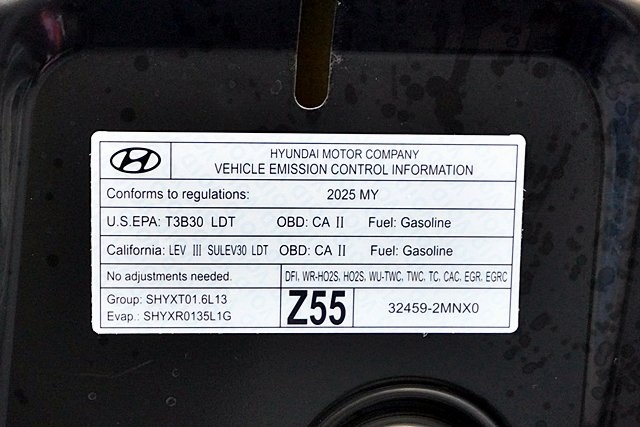 HYUNDAI MOTOR COMPANY
VEHICLE EMISSION CONTROL INFORMATION
Conforms to regulations: 2025 MY
U.S.EPA: T3B30 LDT OBD: CA II Fuel: Gasoline
California: LEV III SULEV30 LDT OBD: CA II Fuel: Gasoline
No adjustments needed. DFI, WR-HO2S, HO2S, WU-TWC, TWC, TC, CAC, EGR, EGRC
Group: SHYXT01.6L13
Evap.: SHYXR0135L1G
Z55
32459-2MNX0